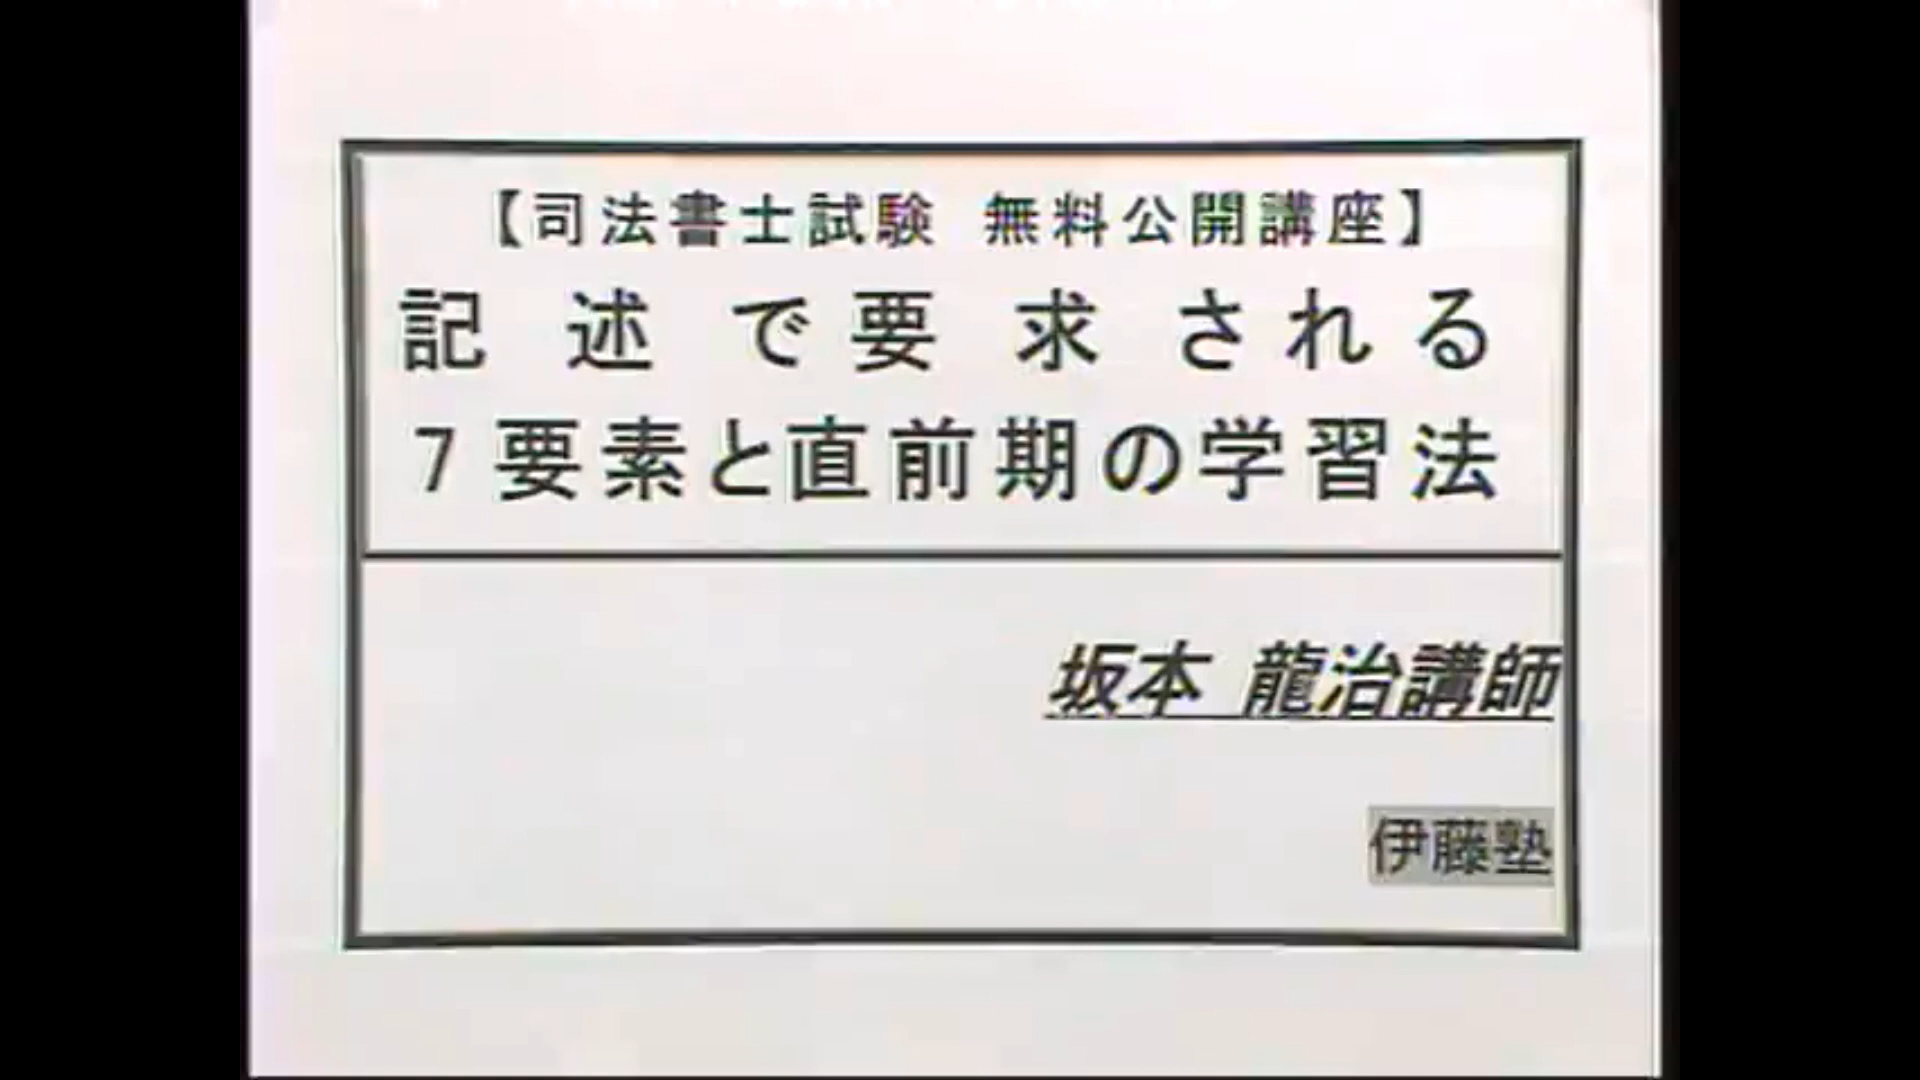 【司法書士試験 無料公開講座】
記述で要求される
7要素と直前期の学習法
坂本 龍治講師
伊藤塾